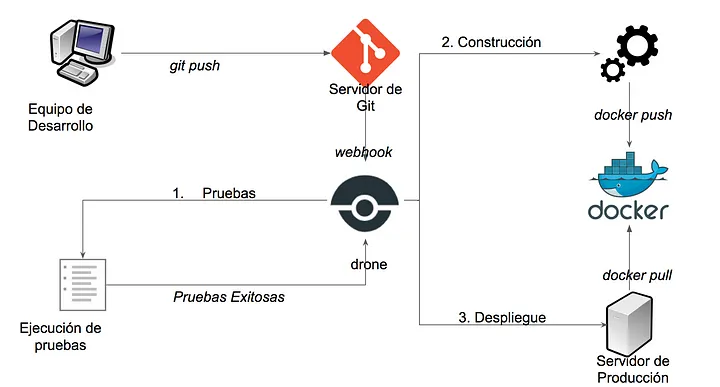 git push
2. Construcción
Equipo de
Desarrollo
Servidor de
Git
docker push
webhook
1. Pruebas
docker
drone
docker pull
Pruebas Exitosas
3. Despliegue
Ejecución de
pruebas
Servidor de
Producción